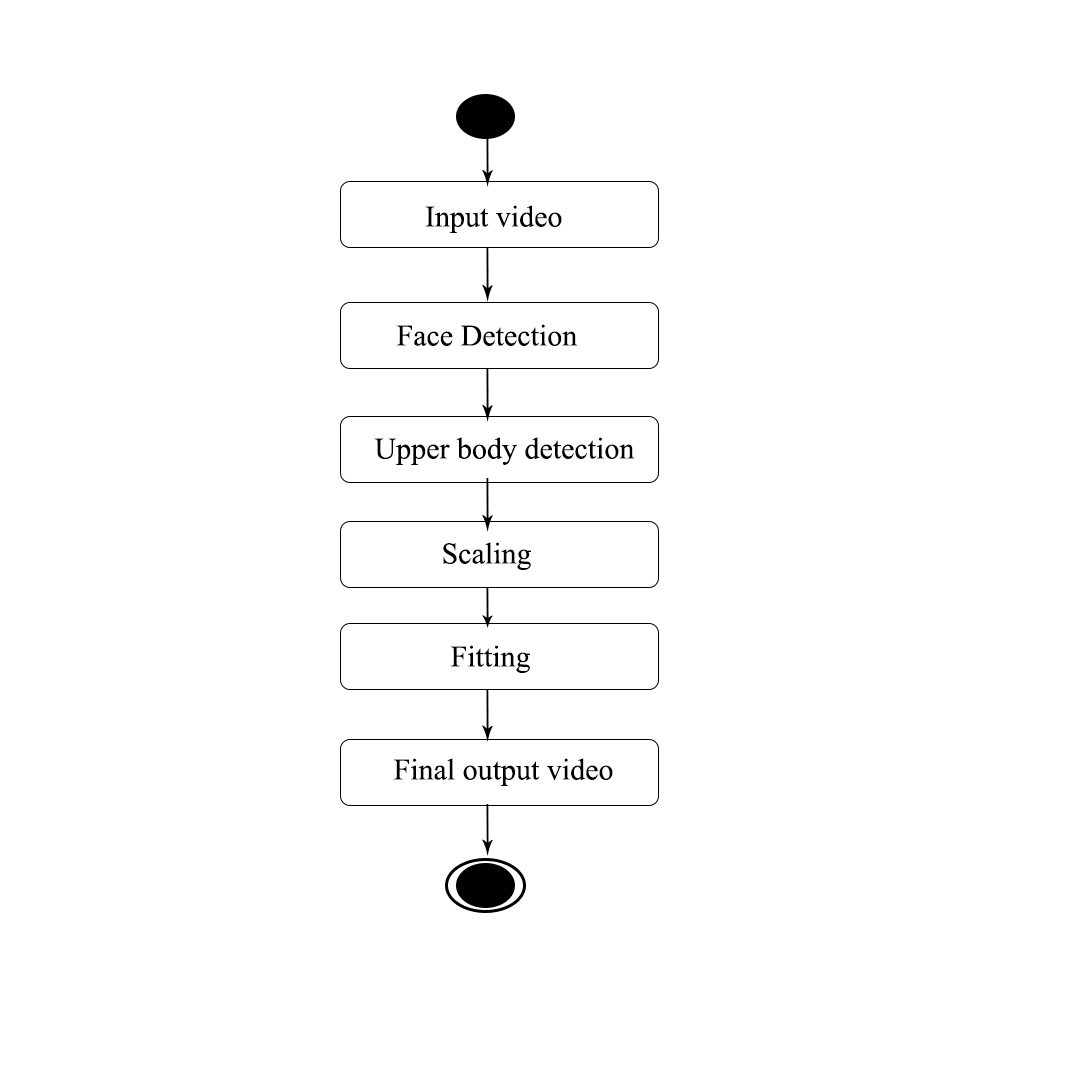 Input video
Face Detection
Upper body detection
Scaling
Fitting
Final output video